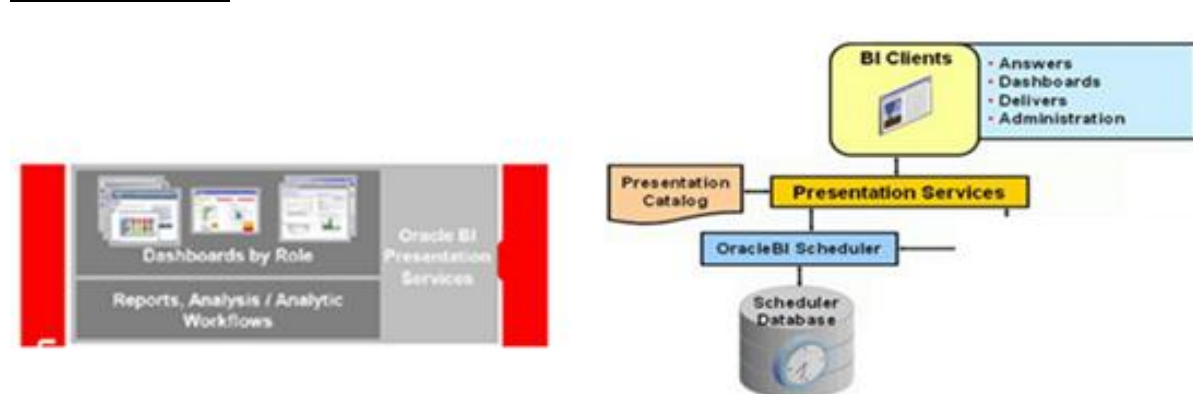 Dashboards by Role
Reports, Analysis / Analytic
Workflows
Oracle BI
Presentation
Services
BI Clients
• Answers
• Dashboards
• Delivers
• Administration
Presentation
Catalog
Presentation Services
OracleBI Scheduler
Scheduler
Database